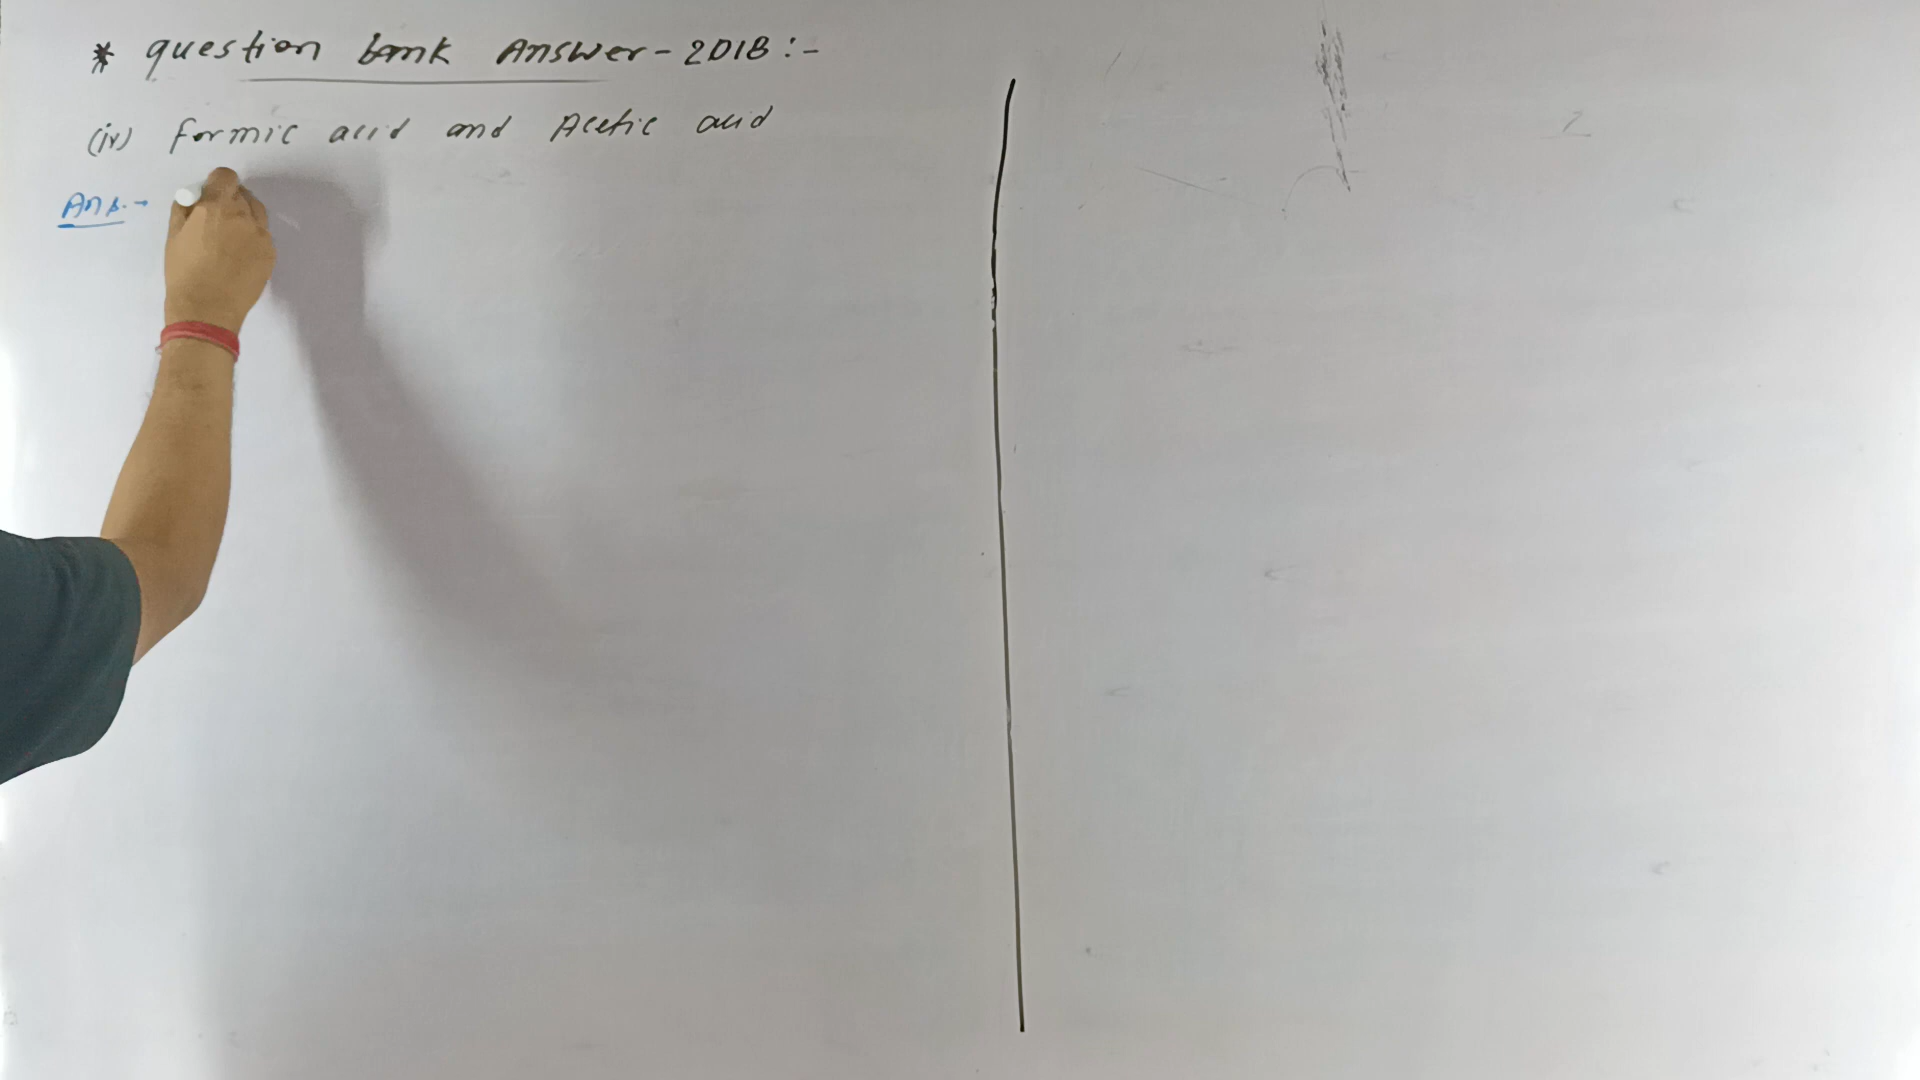 * question bank Answer - 2018 :-
(iv) formic acid and Acetic acid
Ans.-